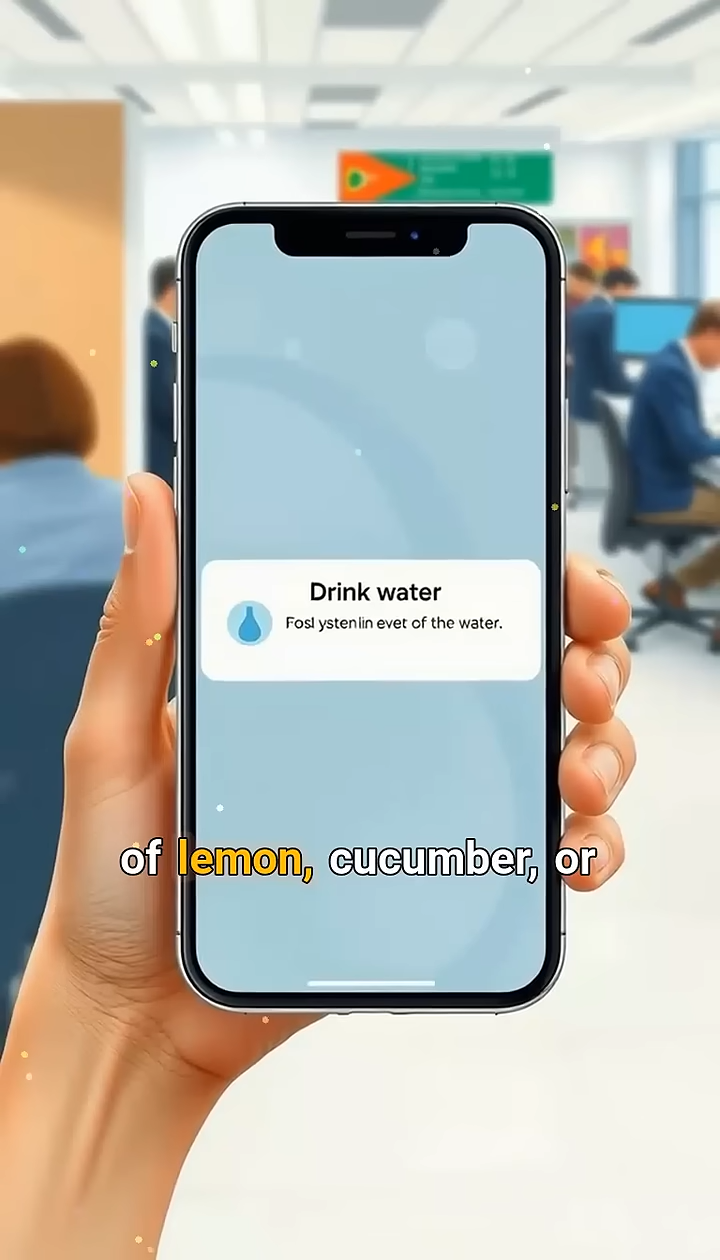 Drink water
Fosl ystenlin evet of the water.
of lemon, cucumber, or